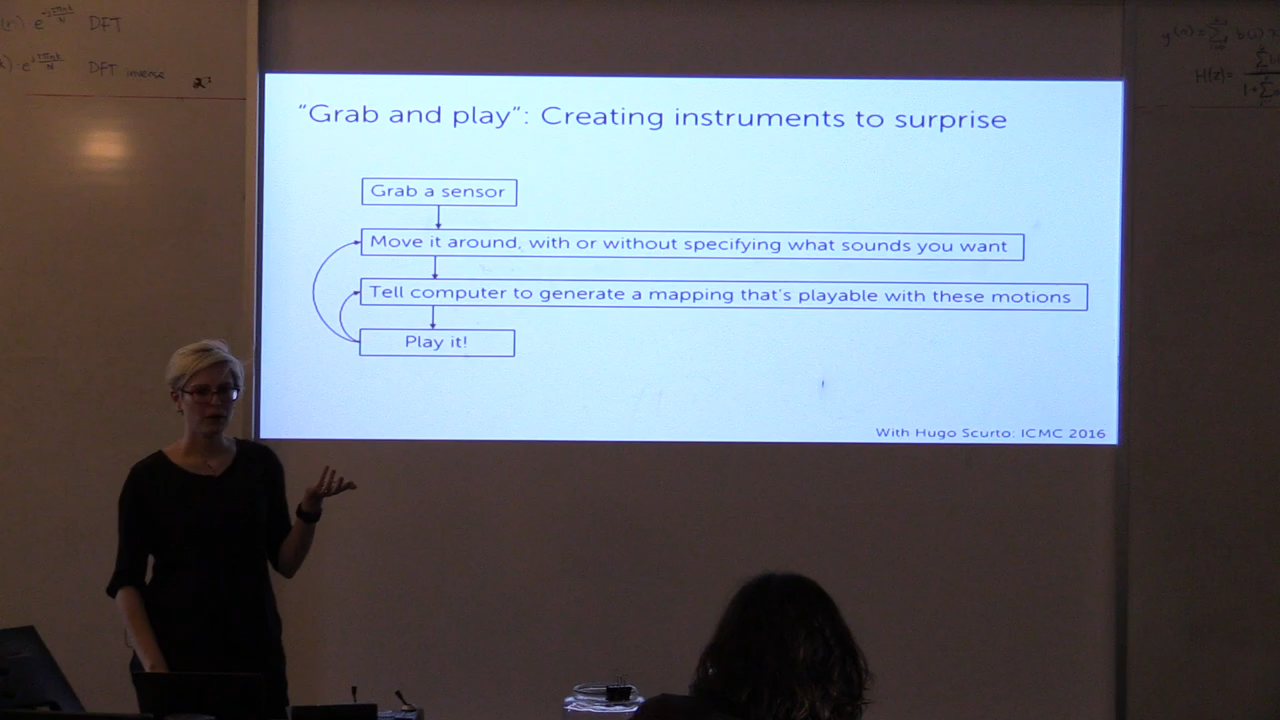 DFT
DFT inverse
"Grab and play": Creating instruments to surprise
Grab a sensor
Move it around, with or without specifying what sounds you want
Tell computer to generate a mapping that's playable with these motions
Play it!
With Hugo Scurto: ICMC 2016
H(z)=